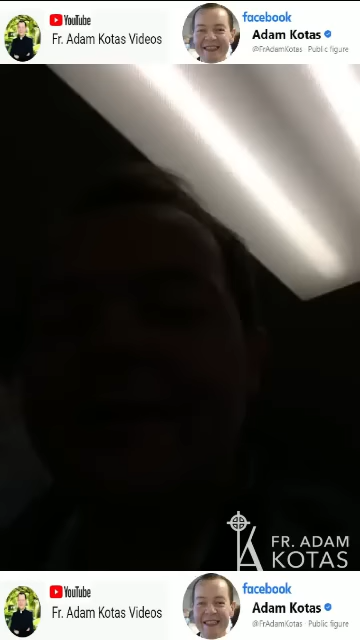 YouTube
Fr. Adam Kotas Videos
facebook
Adam Kotas
@FrAdamKotas · Public figure
FR. ADAM
KOTAS
YouTube
Fr. Adam Kotas Videos
facebook
Adam Kotas
@FrAdamKotas · Public figure